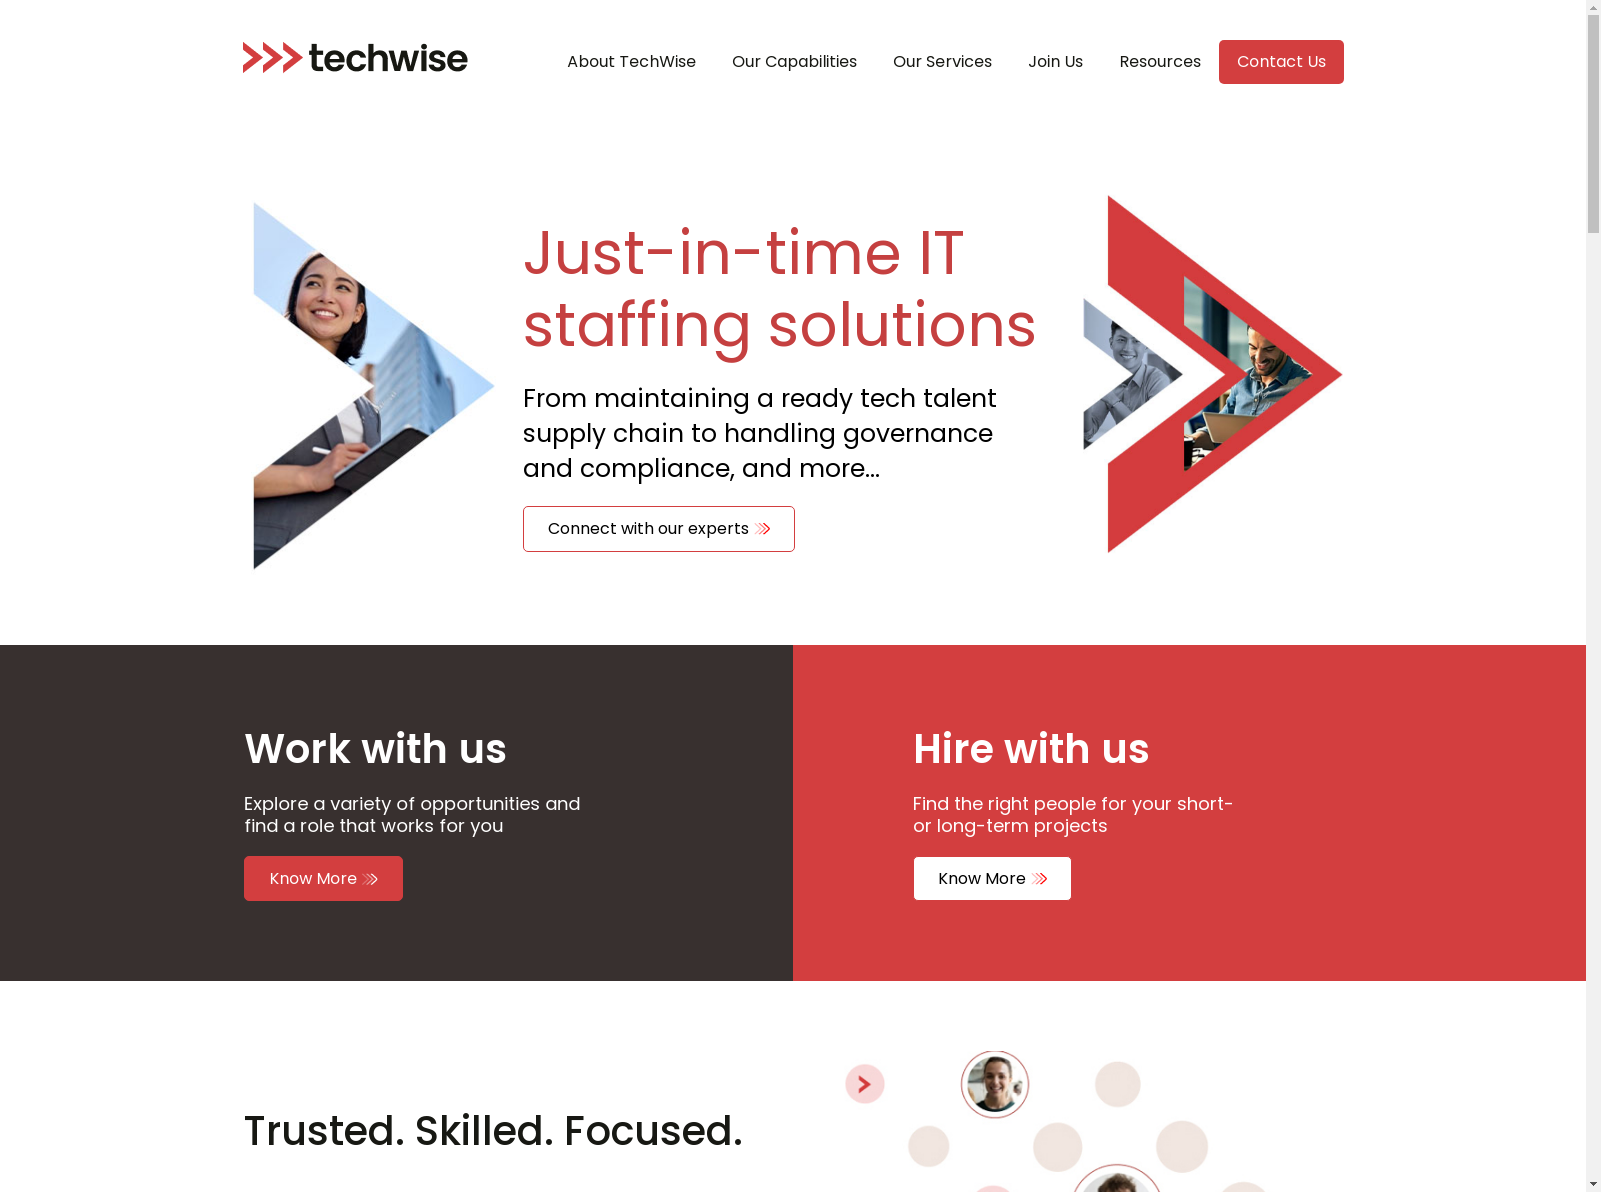 techwise
About TechWise
Our Capabilities
Our Services
Join Us
Resources
Contact Us
Just-in-time IT
staffing solutions
From maintaining a ready tech talent
supply chain to handling governance
and compliance, and more...
Connect with our experts
Work with us
Explore a variety of opportunities and
find a role that works for you
Know More
Hire with us
Find the right people for your short-
or long-term projects
Know More
Trusted. Skilled. Focused.